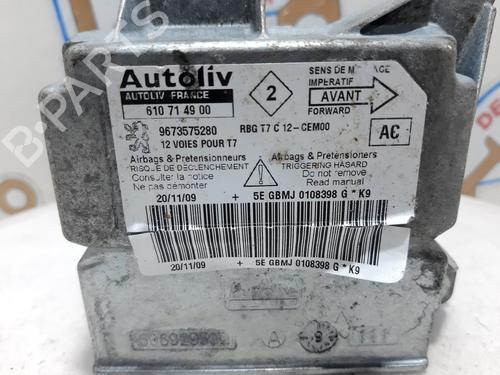 Autoliv
AUTOLIV FRANCE
610 71 49 00
2
SENS DE M AGE
IMPERATIF
AVANT
FORWARD
9673575280
RBG T7 C 12-CEM00
12 VOIES POUR T7
AC
Airbags & Pretensionneurs
RISQUE DE DECLENCHEMENT
Consulter la notice
Ne pas démonter
Airbags & Pretensioners
TRIGGERING HASARD
Do not remove
Read manual
20/11/09 + 5E GBMJ 0108398 G * K9
20/11/09 + 5E GBMJ 0108398 G * K9
A
9
B-PARTS